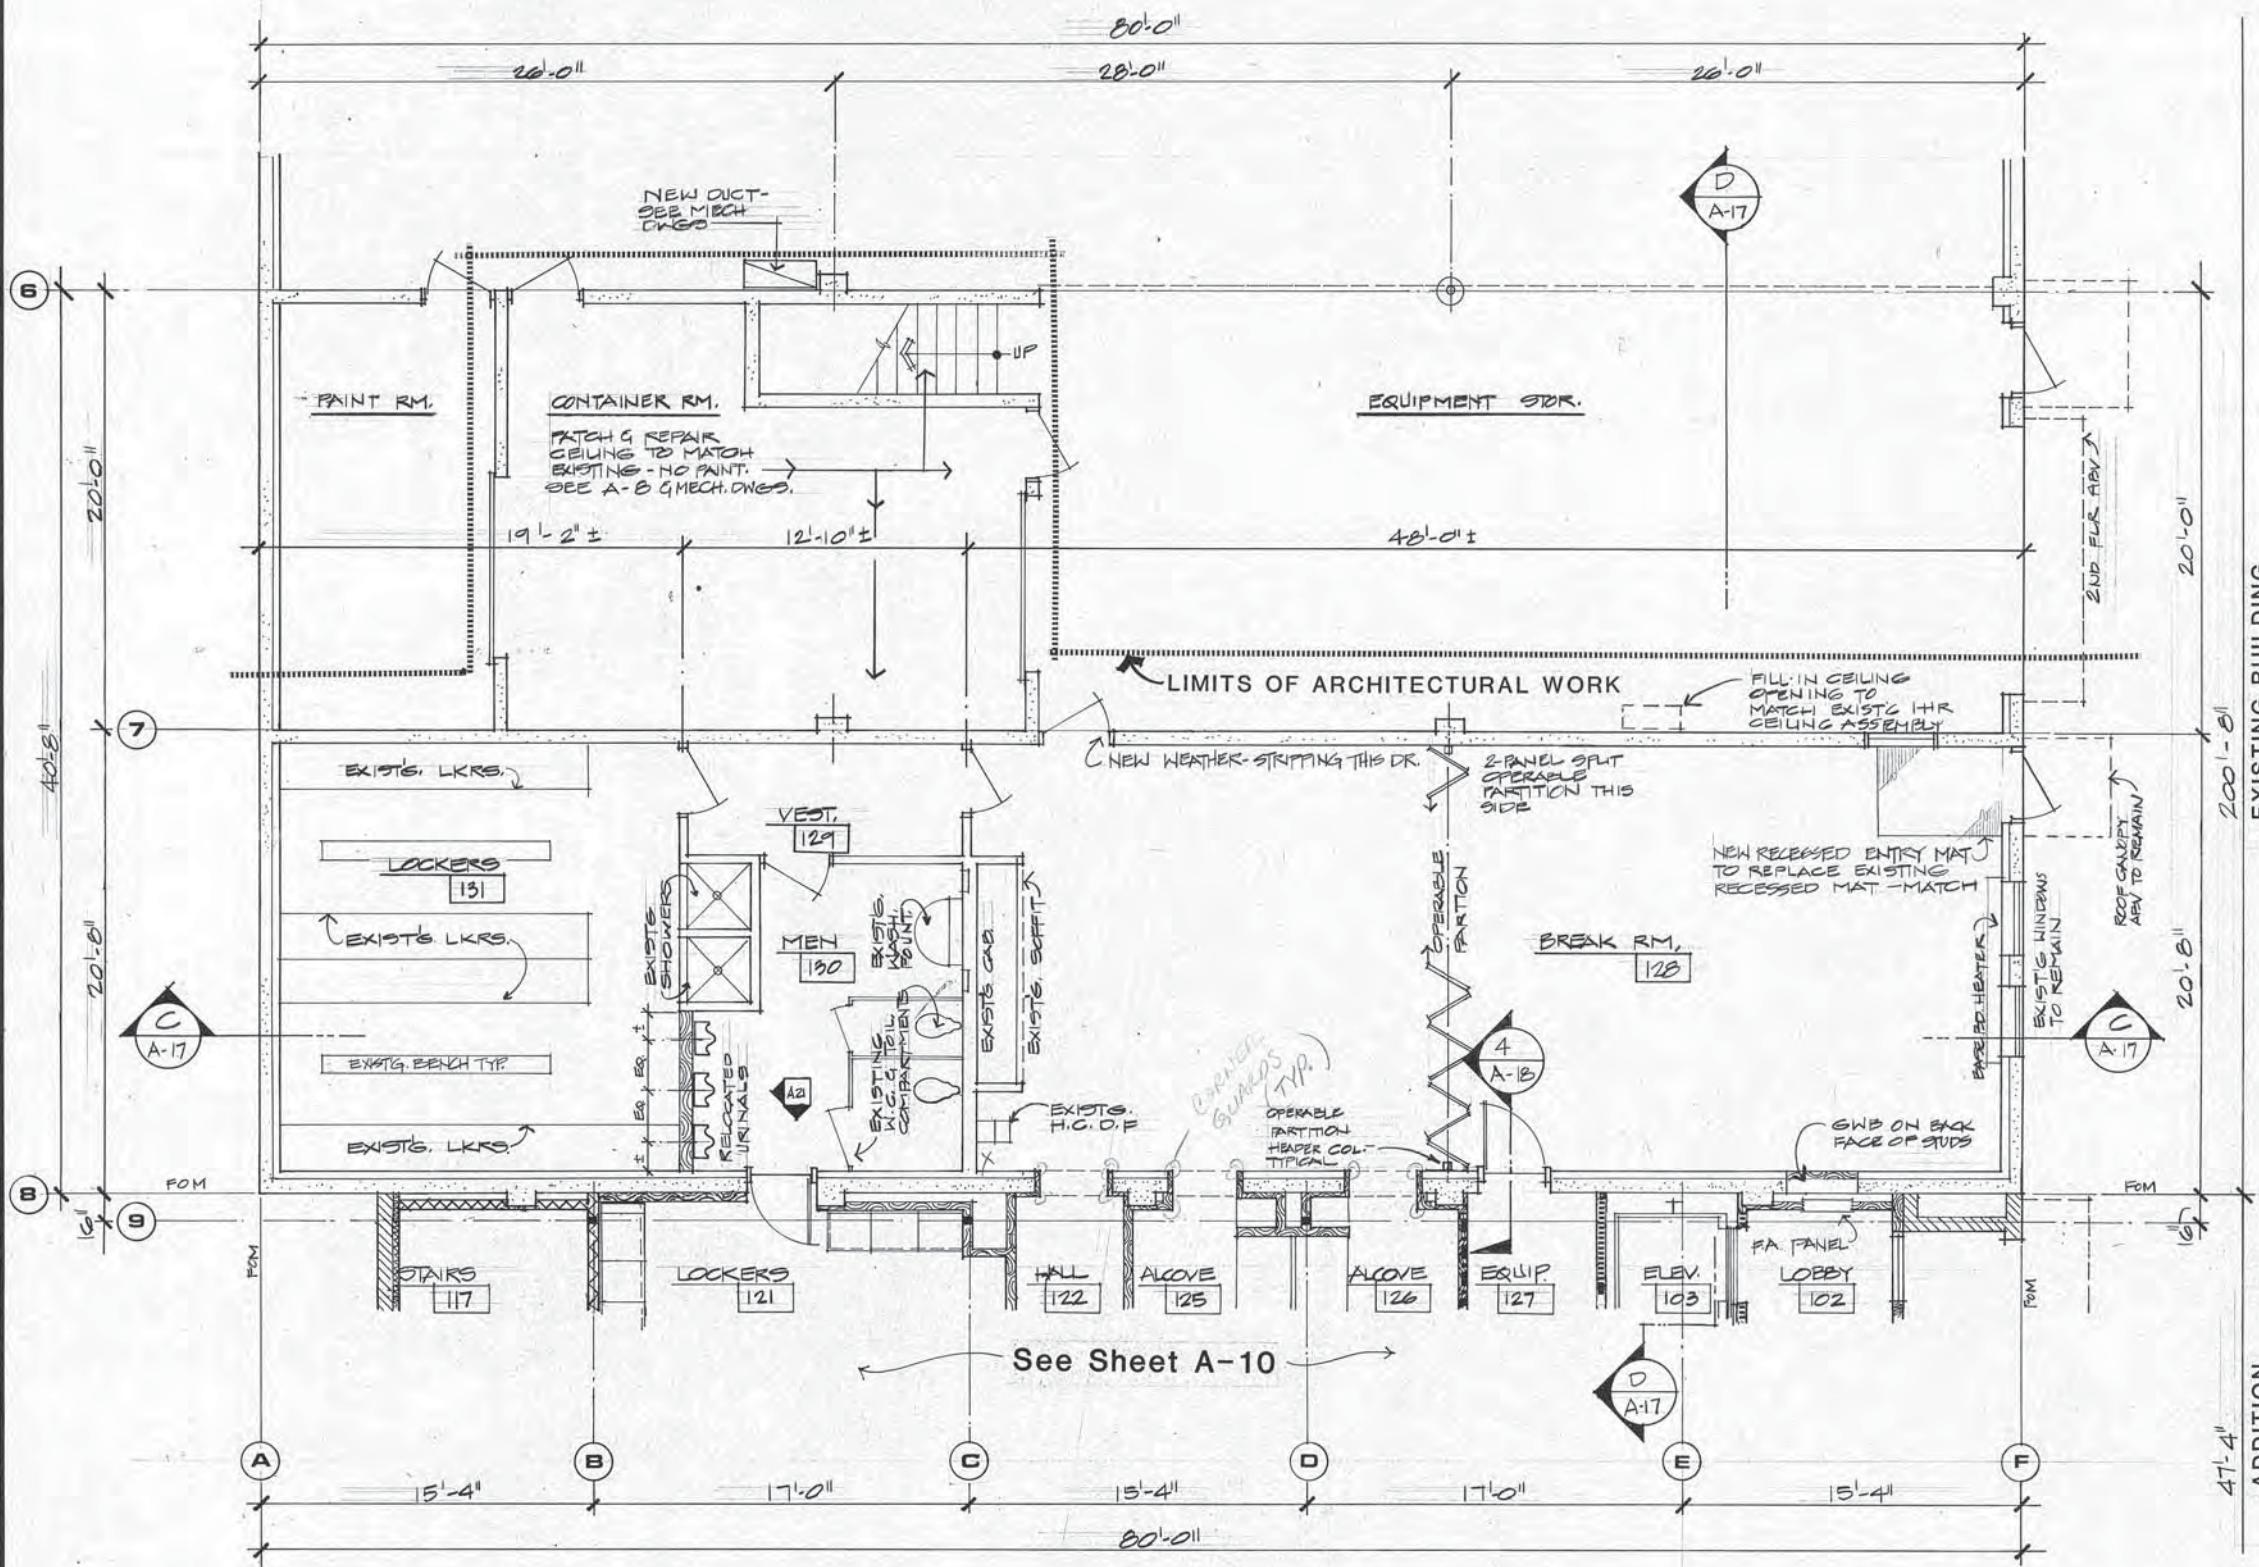 80'-0"
26'-0"
28'-0"
26'-0"
D
A-17
NEW DUCT-
SEE MECH
DWGS
6
UP
PAINT RM.
CONTAINER RM.
PATCH & REPAIR
CEILING TO MATCH
EXISTING - NO PAINT.
SEE A-8 & MECH. DWGS.
EQUIPMENT STOR.
20'-0"
19'-2" ±
12'-10" ±
48'-0" ±
2ND FLR ABV
20'-0"
LIMITS OF ARCHITECTURAL WORK
FILL-IN CEILING
OPENING TO
MATCH EXIST'G 1-HR
CEILING ASSEMBLY
7
40'-8"
200'-8"
EXISTING BUILDING
NEW WEATHER-STRIPPING THIS DR.
2-PANEL SPLIT
OPERABLE
PARTITION THIS
SIDE
EXIST'G. LKRS.
VEST.
129
LOCKERS
131
EXIST'G
SHOWERS
MEN
130
EXIST'G.
WASH.
FOUNT.
EXIST'G. CAB.
EXIST'G. SOFFIT
OPERABLE
PARTION
NEW RECESSED ENTRY MAT
TO REPLACE EXISTING
RECESSED MAT - MATCH
ROOF CANOPY
ABV TO REMAIN
EXIST'G. LKRS.
BREAK RM.
128
BASE BD. HEATER
EXIST'G WINDOWS
TO REMAIN
20'-8"
20'-8"
C
A-17
C
A-17
EXIST'G. BENCH TYP.
±
EQ.
EQ.
±
RELOCATED
URINALS
A21
EXISTING
W.C. & TOIL.
COMPARTMENTS
4
A-18
CORNER
GUARDS
(TYP.)
EXIST'G.
H.C. D.F
OPERABLE
PARTITION
HEADER COL.-
TYPICAL
GWB ON BACK
FACE OF STUDS
EXIST'G. LKRS.
8
FOM
FOM
16"
9
16"
FOM
F.A. PANEL
STAIRS
117
LOCKERS
121
HALL
122
ALCOVE
125
ALCOVE
126
EQUIP.
127
ELEV.
103
LOBBY
102
FOM
See Sheet A-10
D
A-17
47'-4"
ADDITION
A
B
C
D
E
F
15'-4"
17'-0"
15'-4"
17'-0"
15'-4"
80'-0"